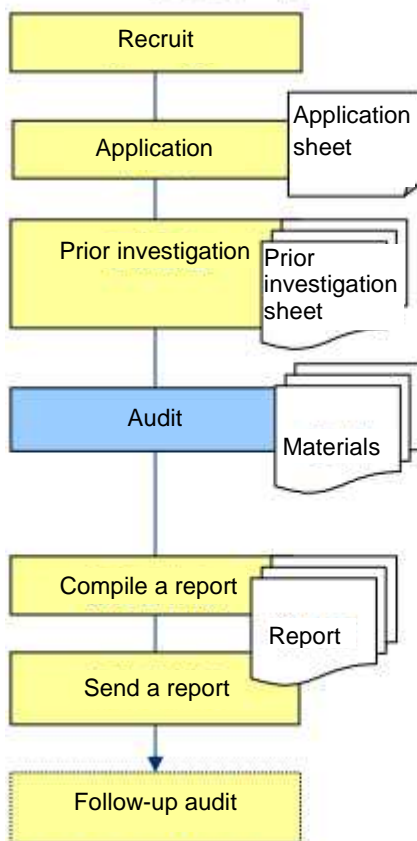 Recruit
Application
Application
sheet
Prior investigation
Prior
investigation
sheet
Audit
Materials
Compile a report
Report
Send a report
Follow-up audit